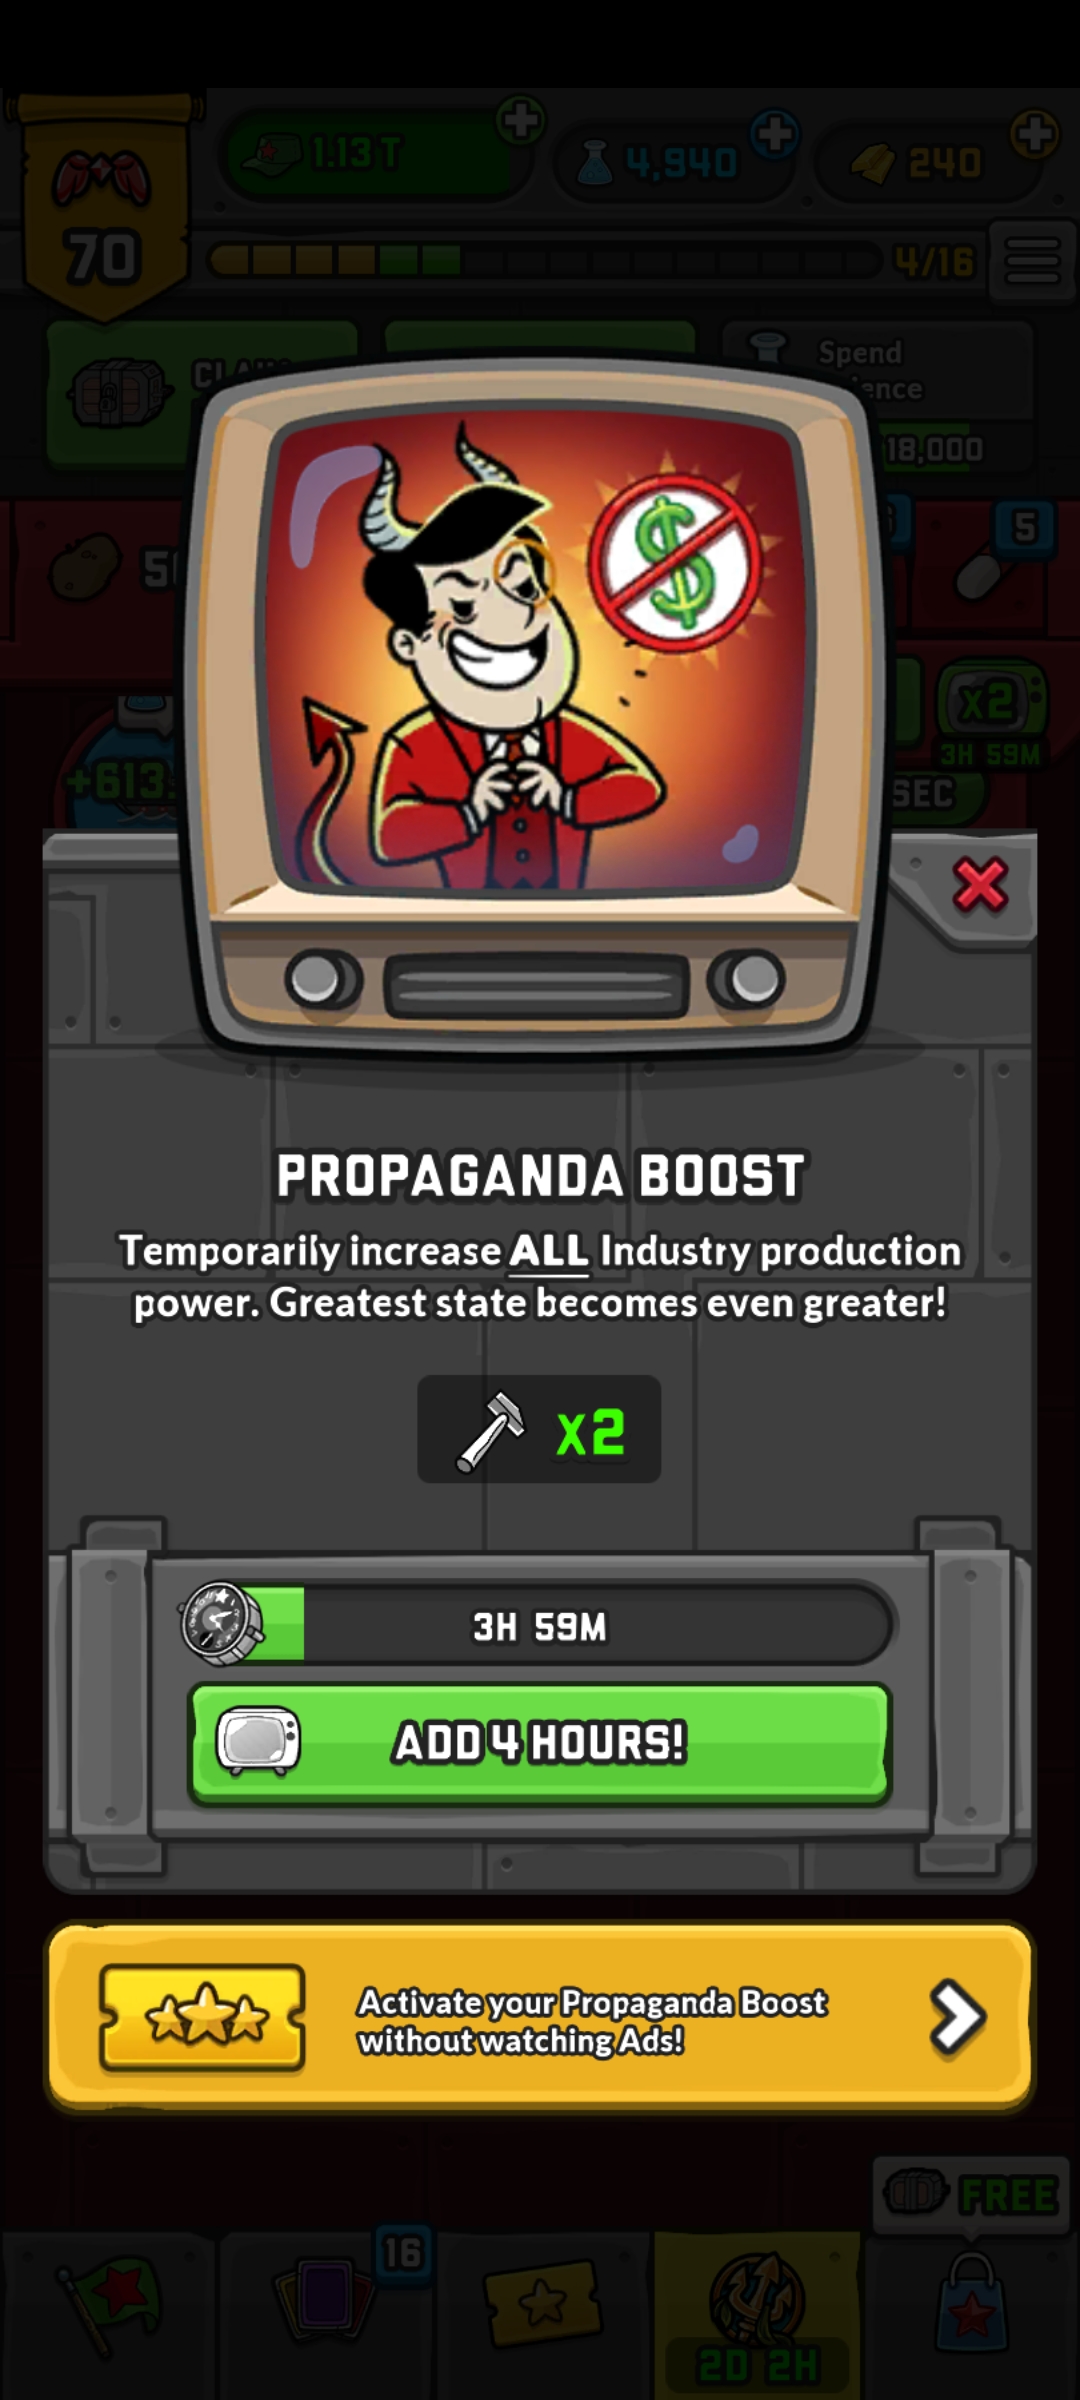 1.13 T
4,940
240
70
4/16
Spend
18,000
5
x2
3H 59M
SEC
PROPAGANDA BOOST
Temporarily increase ALL Industry production
power. Greatest state becomes even greater!
x2
3H 59M
ADD 4 HOURS!
Activate your Propaganda Boost
without watching Ads!
FREE
16
2D 2H